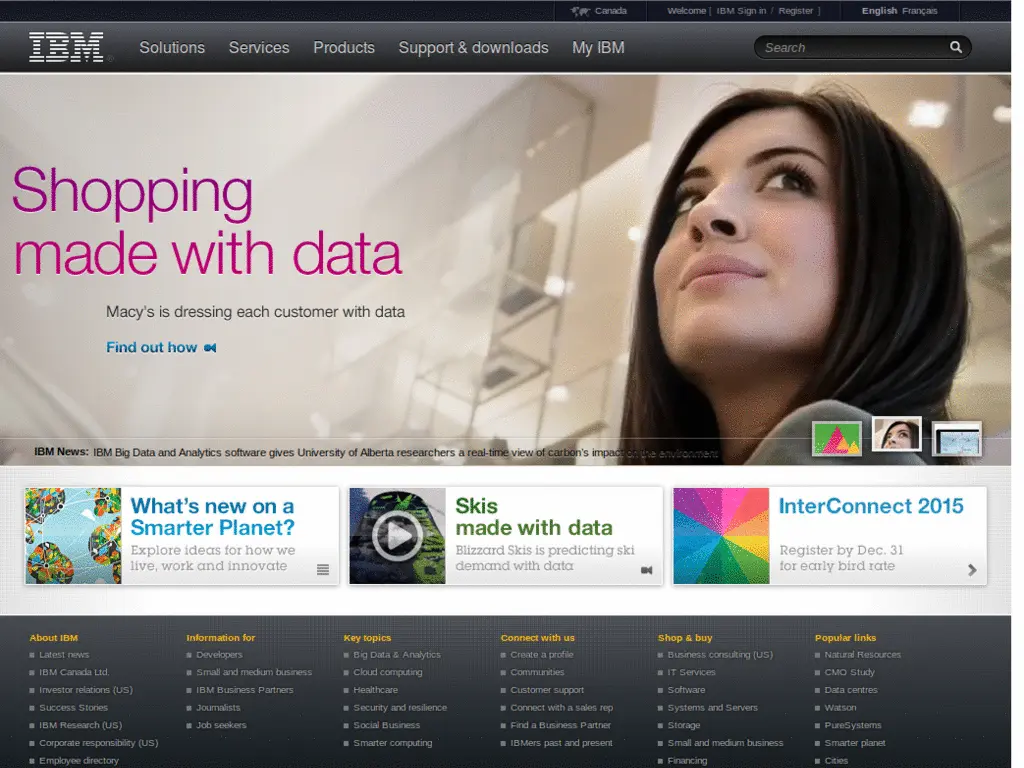 Canada
Welcome [ IBM Sign in / Register ]
English Français
IBM
Solutions Services Products Support & downloads My IBM
Search
Shopping
made with data
Macy's is dressing each customer with data
Find out how
IBM News: IBM Big Data and Analytics software gives University of Alberta researchers a real-time view of carbon's impact on the environment
What's new on a
Smarter Planet?
Explore ideas for how we
live, work and innovate
Skis
made with data
Blizzard Skis is predicting ski
demand with data
InterConnect 2015
Register by Dec. 31
for early bird rate
About IBM
Latest news
IBM Canada Ltd.
Investor relations (US)
Success Stories
IBM Research (US)
Corporate responsibility (US)
Employee directory
Information for
Developers
Small and medium business
IBM Business Partners
Journalists
Job seekers
Key topics
Big Data & Analytics
Cloud computing
Healthcare
Security and resilience
Social Business
Smarter computing
Connect with us
Create a profile
Communities
Customer support
Connect with a sales rep
Find a Business Partner
IBMers past and present
Shop & buy
Business consulting (US)
IT Services
Software
Systems and Servers
Storage
Small and medium business
Financing
Popular links
Natural Resources
CMO Study
Data centres
Watson
PureSystems
Smarter planet
Cities